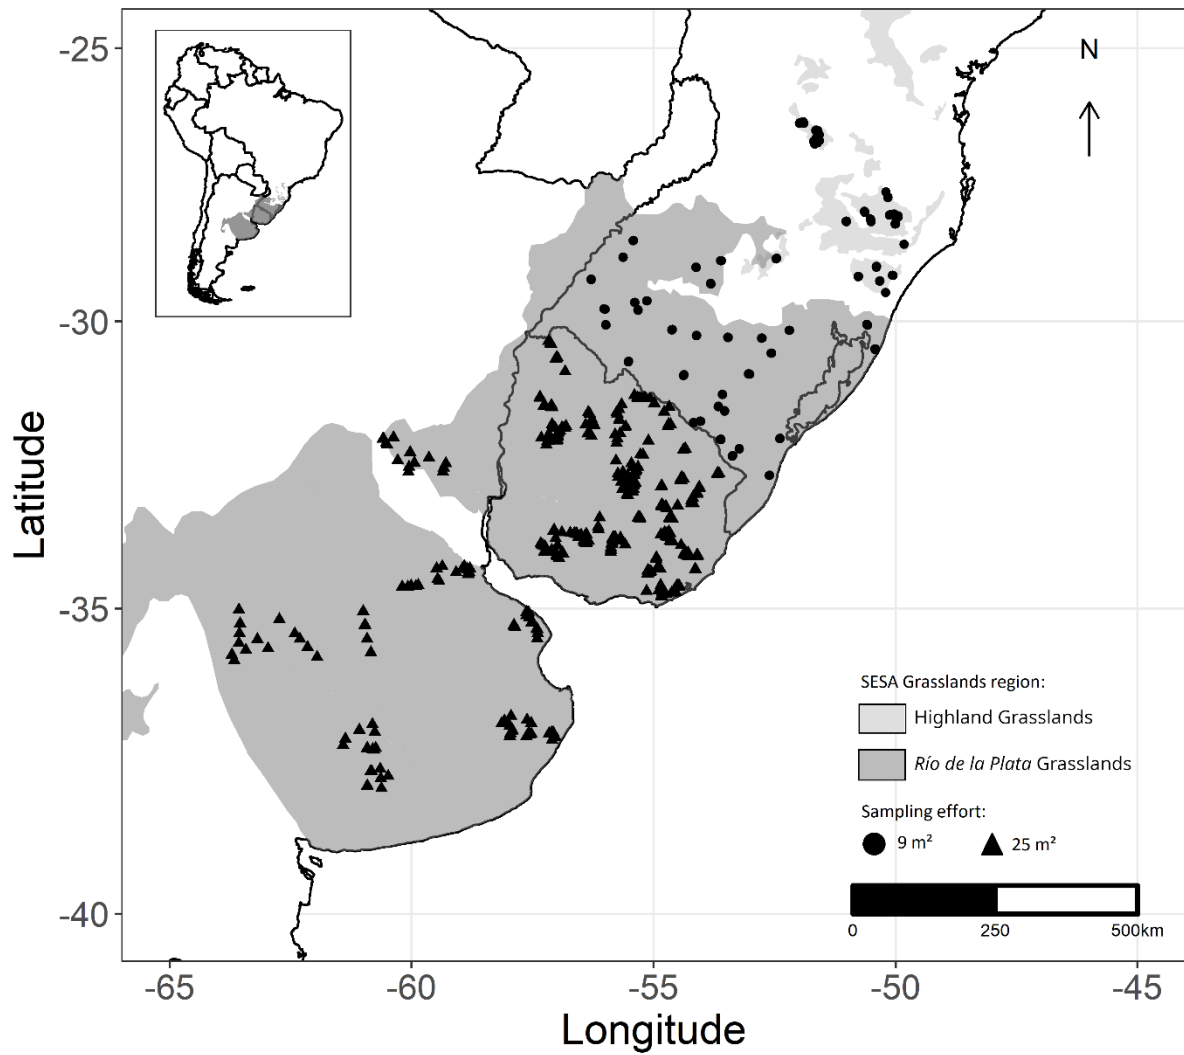 N
-25
-30
-35
-40
Latitude
SESA Grasslands region:
Highland Grasslands
Río de la Plata Grasslands
Sampling effort:
9 m² 25 m²
0 250 500km
-65 -60 -55 -50 -45
Longitude